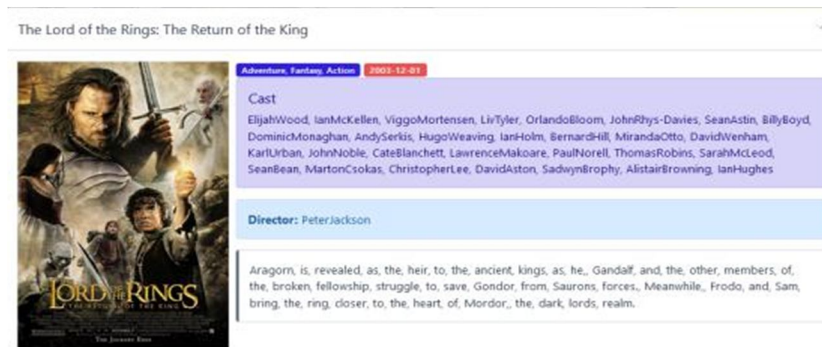 The Lord of the Rings: The Return of the King
Adventure, Fantasy, Action 2003-12-01
Cast
ElijahWood, IanMcKellen, ViggoMortensen, LivTyler, OrlandoBloom, JohnRhys-Davies, SeanAstin, BillyBoyd,
DominicMonaghan, AndySerkis, HugoWeaving, IanHolm, BernardHill, MirandaOtto, DavidWenham,
KarlUrban, JohnNoble, CateBlanchett, LawrenceMakoare, PaulNorell, ThomasRobins, SarahMcLeod,
SeanBean, MartonCsokas, ChristopherLee, DavidAston, SadwynBrophy, AlistairBrowning, IanHughes
Director: PeterJackson
Aragorn, is, revealed, as, the, heir, to, the, ancient, kings, as, he,, Gandalf, and, the, other, members, of,
the, broken, fellowship, struggle, to, save, Gondor, from, Saurons, forces., Meanwhile,, Frodo, and, Sam,
bring, the, ring, closer, to, the, heart, of, Mordor,, the, dark, lords, realm.
THE LORD OF THE RINGS
THE RETURN OF THE KING
The Journey Ends